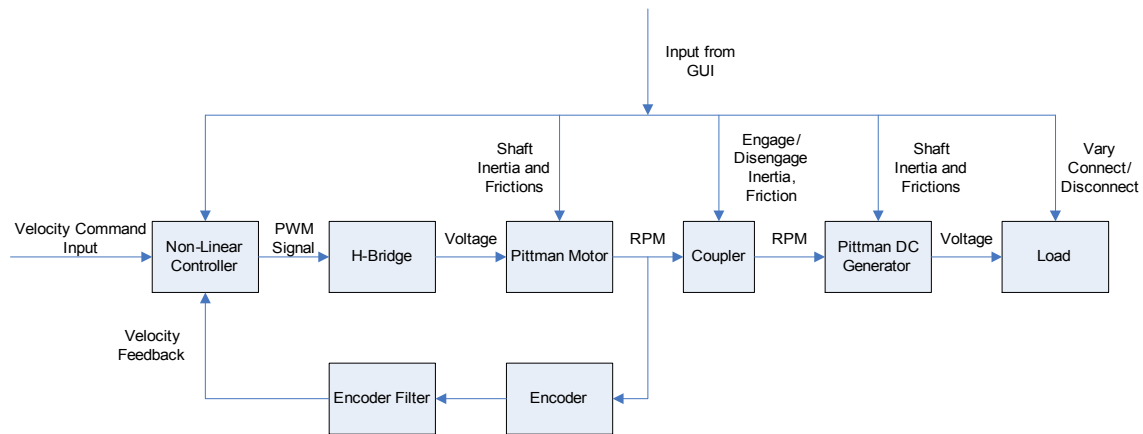 Input from
GUI
Shaft
Inertia and
Frictions
Engage/
Disengage
Inertia,
Friction
Shaft
Inertia and
Frictions
Vary
Connect/
Disconnect
Velocity Command
Input
Non-Linear
Controller
PWM
Signal
H-Bridge
Voltage
Pittman Motor
RPM
Coupler
RPM
Pittman DC
Generator
Voltage
Load
Velocity
Feedback
Encoder Filter
Encoder